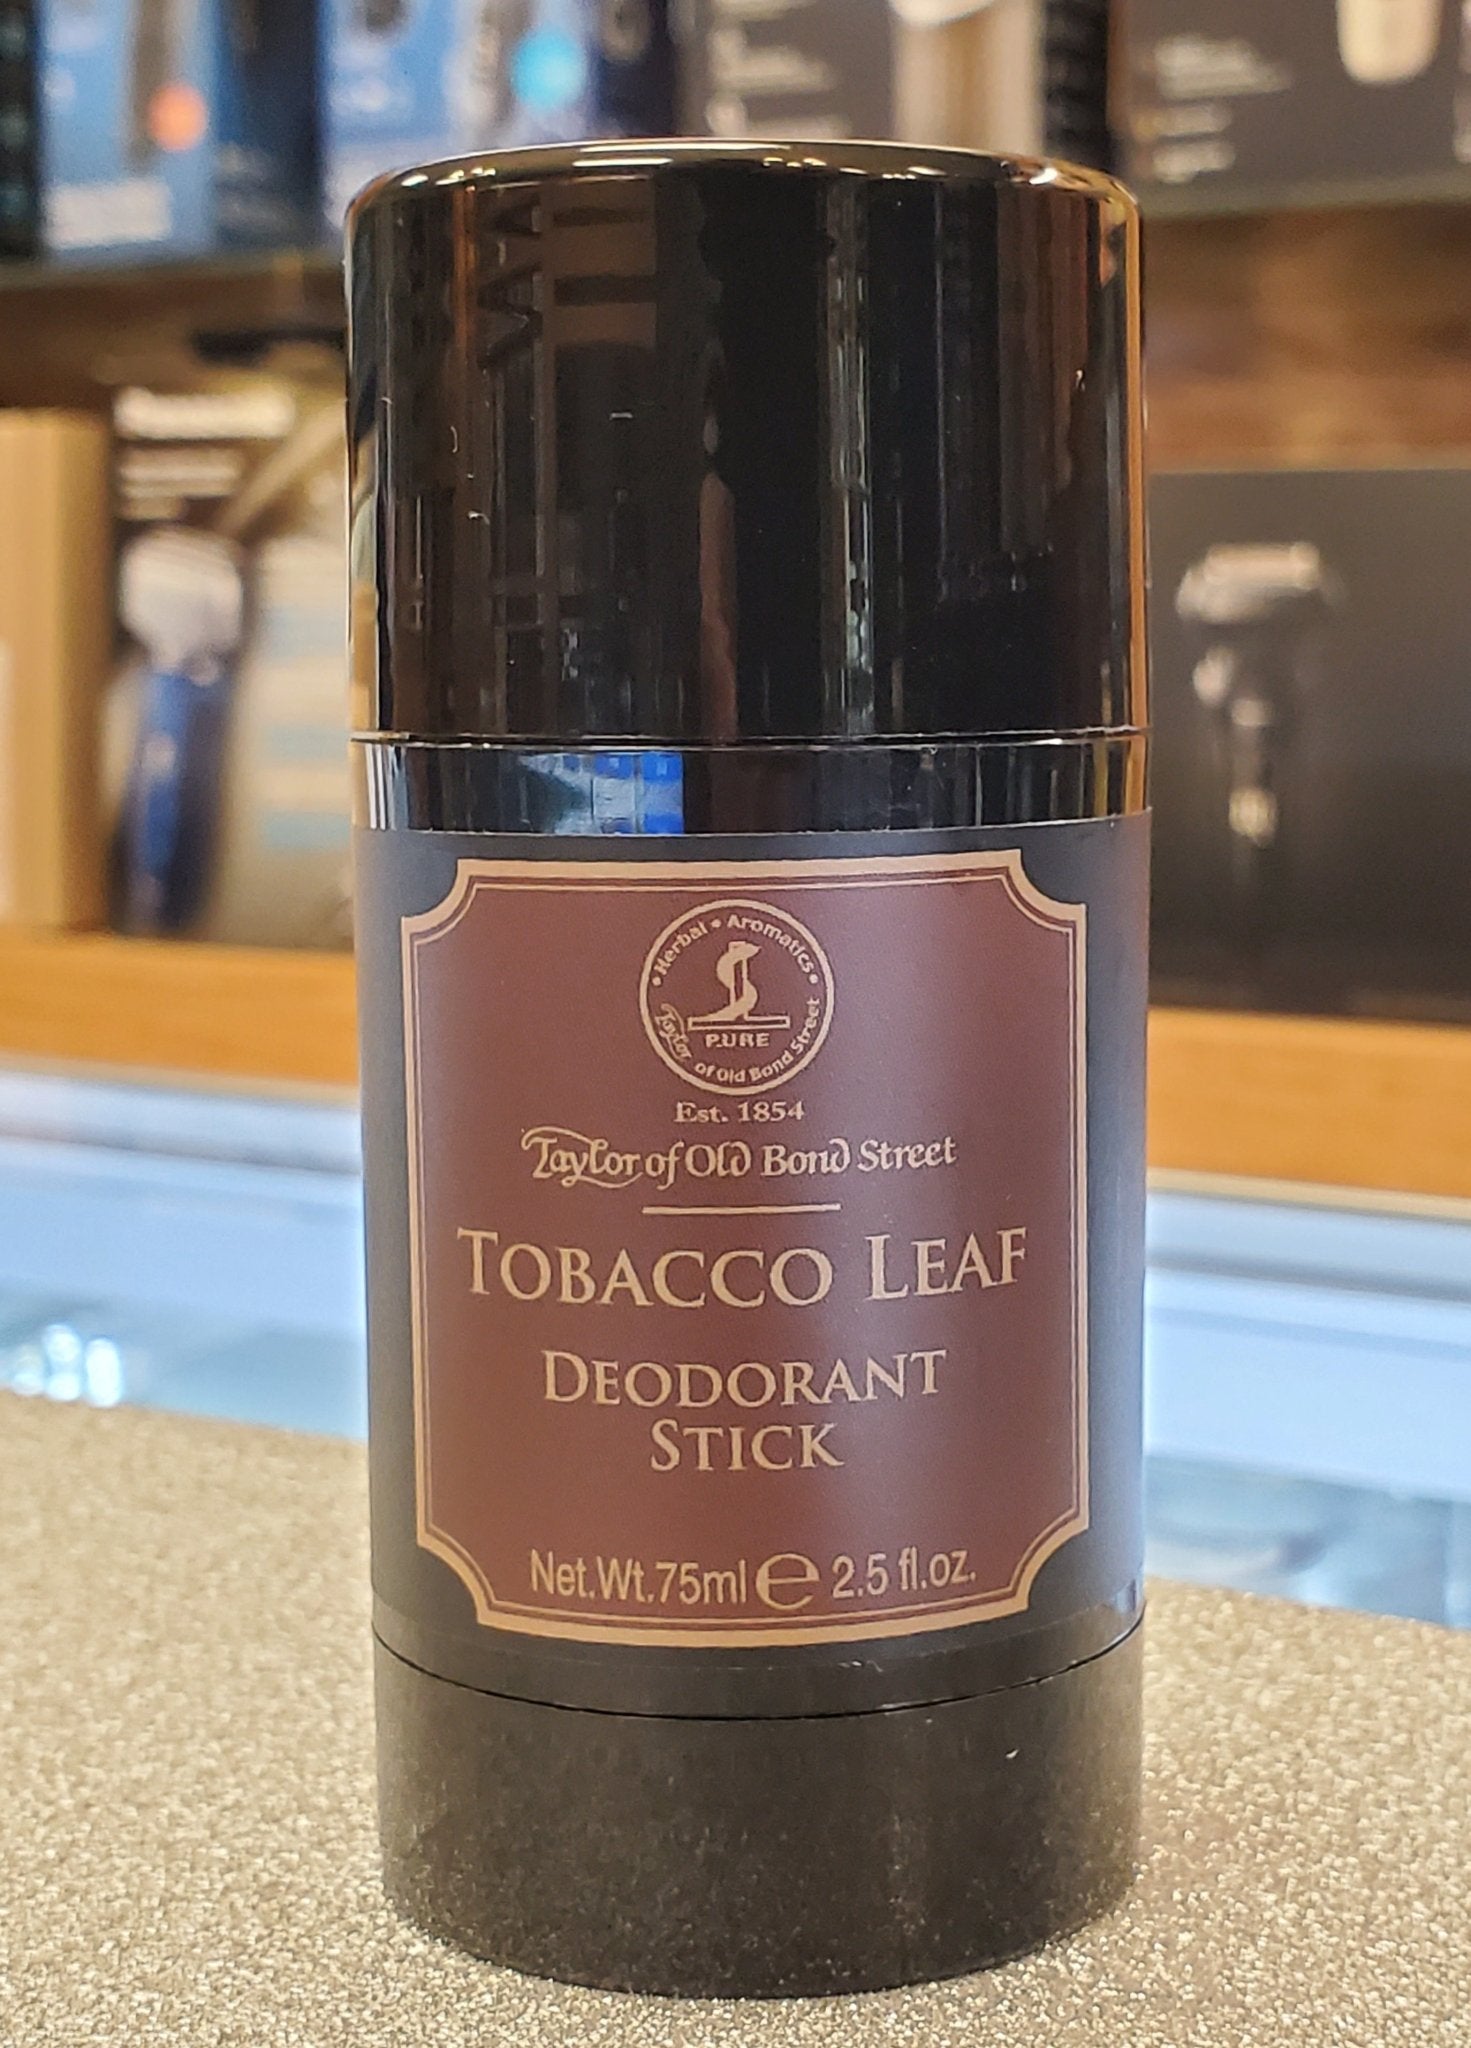 Herbal • Aromatics
PURE
Taylor of Old Bond Street
Est. 1854
Taylor of Old Bond Street
TOBACCO LEAF
DEODORANT
STICK
Net.Wt.75ml ℮ 2.5 fl.oz.